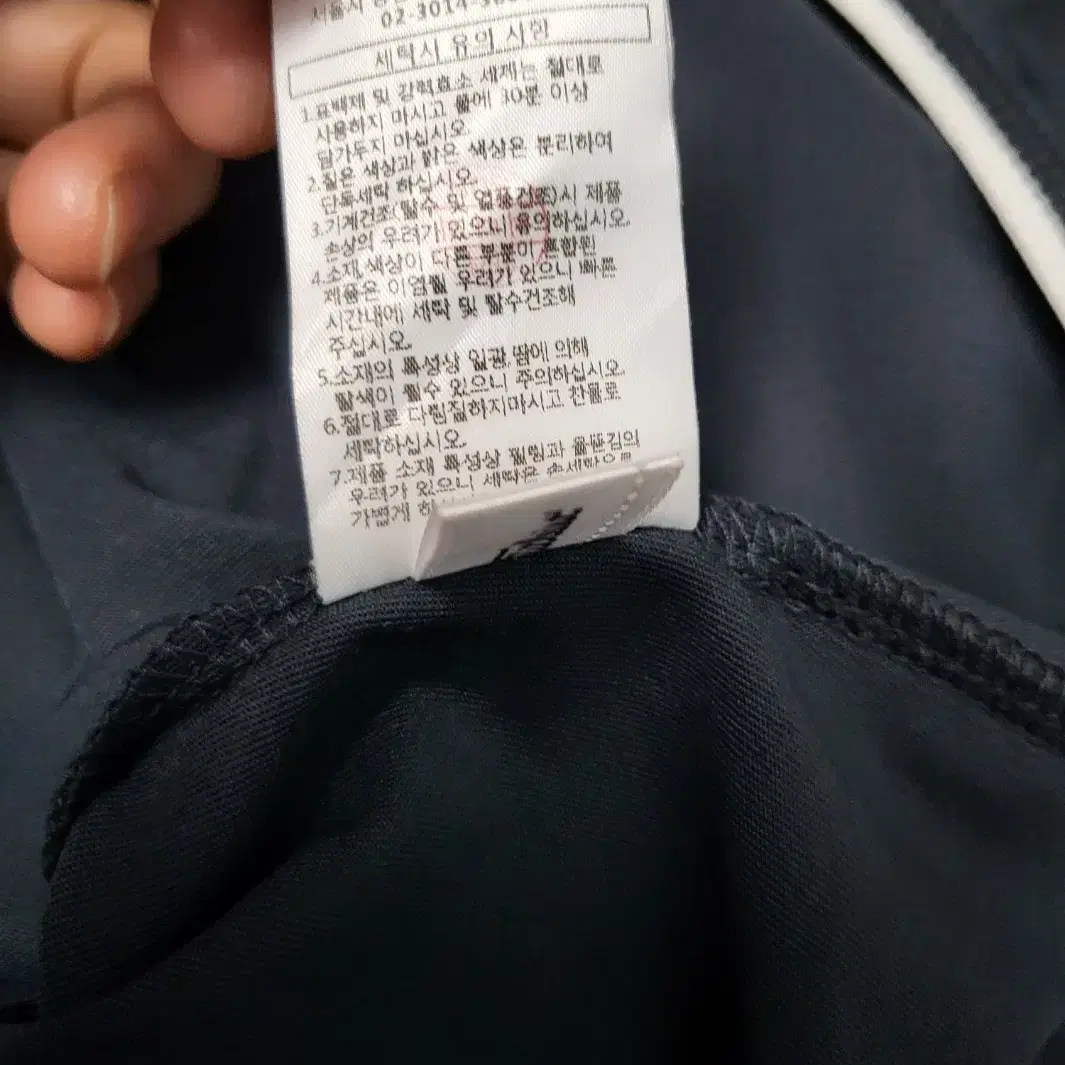 서울시
02-3014-
세탁시 유의 사항
1.표백제 및 강력효소 세제는 절대로
사용하지 마시고 물에 30분 이상
담가두지 마십시오.
2.짙은 색상과 밝은 색상은 분리하여
단독세탁 하십시오.
3.기계건조(탈수 및 열풍건조)시 제품
손상의 우려가 있으니 유의하십시오.
4.소재,색상이 다른 부분이 혼합된
제품은 이염될 우려가 있으니 빠른
시간내에 세탁 및 탈수건조해
주십시오.
5.소재의 특성상 일광,땀에 의해
탈색이 될수 있으니 주의하십시오.
6.절대로 다림질하지마시고 찬물로
세탁하십시오.
7.제품 소재 특성상 필링과 올뜯김의
우려가 있으니 세탁은 손세탁으로
가볍게